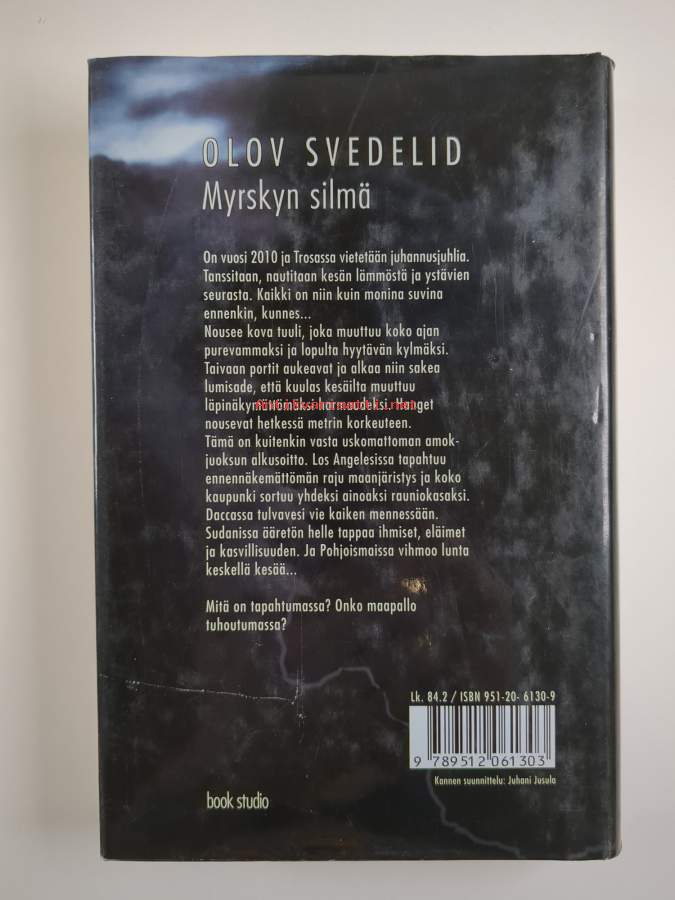 OLOV SVEDELID
Myrskyn silmä
On vuosi 2010 ja Trosassa vietetään juhannusjuhlia.
Tanssitaan, nautitaan kesän lämmöstä ja ystävien
seurasta. Kaikki on niin kuin monina suvina
ennenkin, kunnes...
Nousee kova tuuli, joka muuttuu koko ajan
purevammaksi ja lopulta hyytävän kylmäksi.
Taivaan portit aukeavat ja alkaa niin sakea
lumisade, että kuulas kesäilta muuttuu
Hanget
nousevat hetkessä metrin korkeuteen.
Tämä on kuitenkin vasta uskomattoman amok-
juoksun alkusoitto. Los Angelesissa tapahtuu
ennennäkemättömän raju maanjäristys ja koko
kaupunki sortuu yhdeksi ainoaksi rauniokasaksi.
Daccassa tulvavesi vie kaiken mennessään.
Sudanissa ääretön helle tappaa ihmiset, eläimet
ja kasvillisuuden. Ja Pohjoismaissa vihmoo lunta
keskellä kesää...
Mitä on tapahtumassa? Onko maapallo
tuhoutumassa?
Lk. 84.2 / ISBN 951-20- 6130-9
9 789512 061303
Kannen suunnittelu: Juhani Jusula
book studio